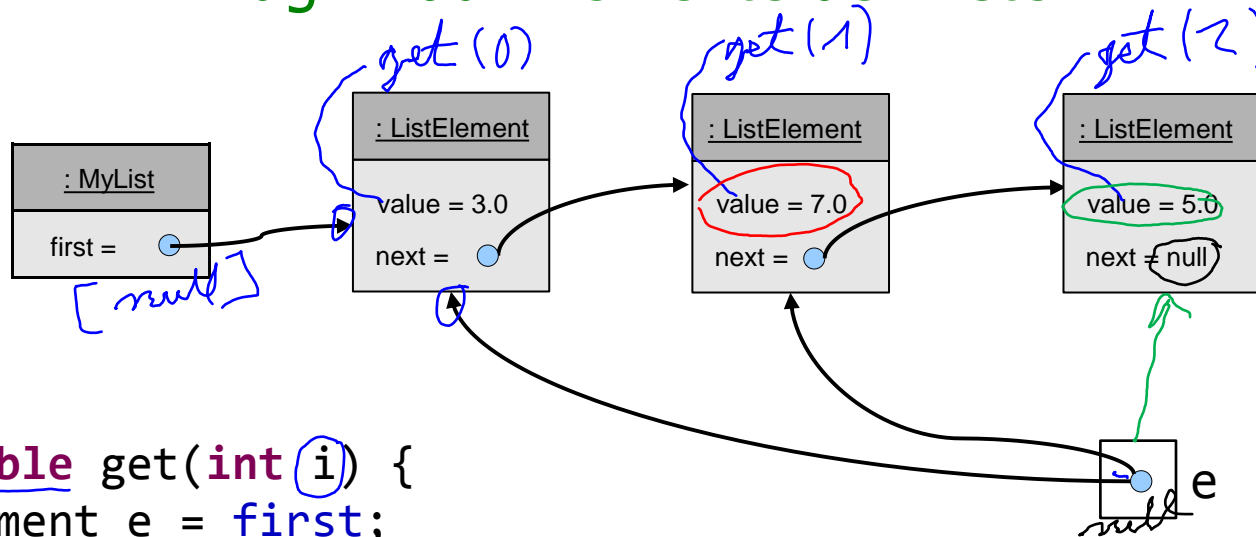 get (0) get (1) get (2)
: ListElement : ListElement : ListElement
: MyList
value = 3.0 value = 7.0 value = 5.0
first =
next = next = next = null
[null]
ble get(int i) {
e
ment e = first;
null